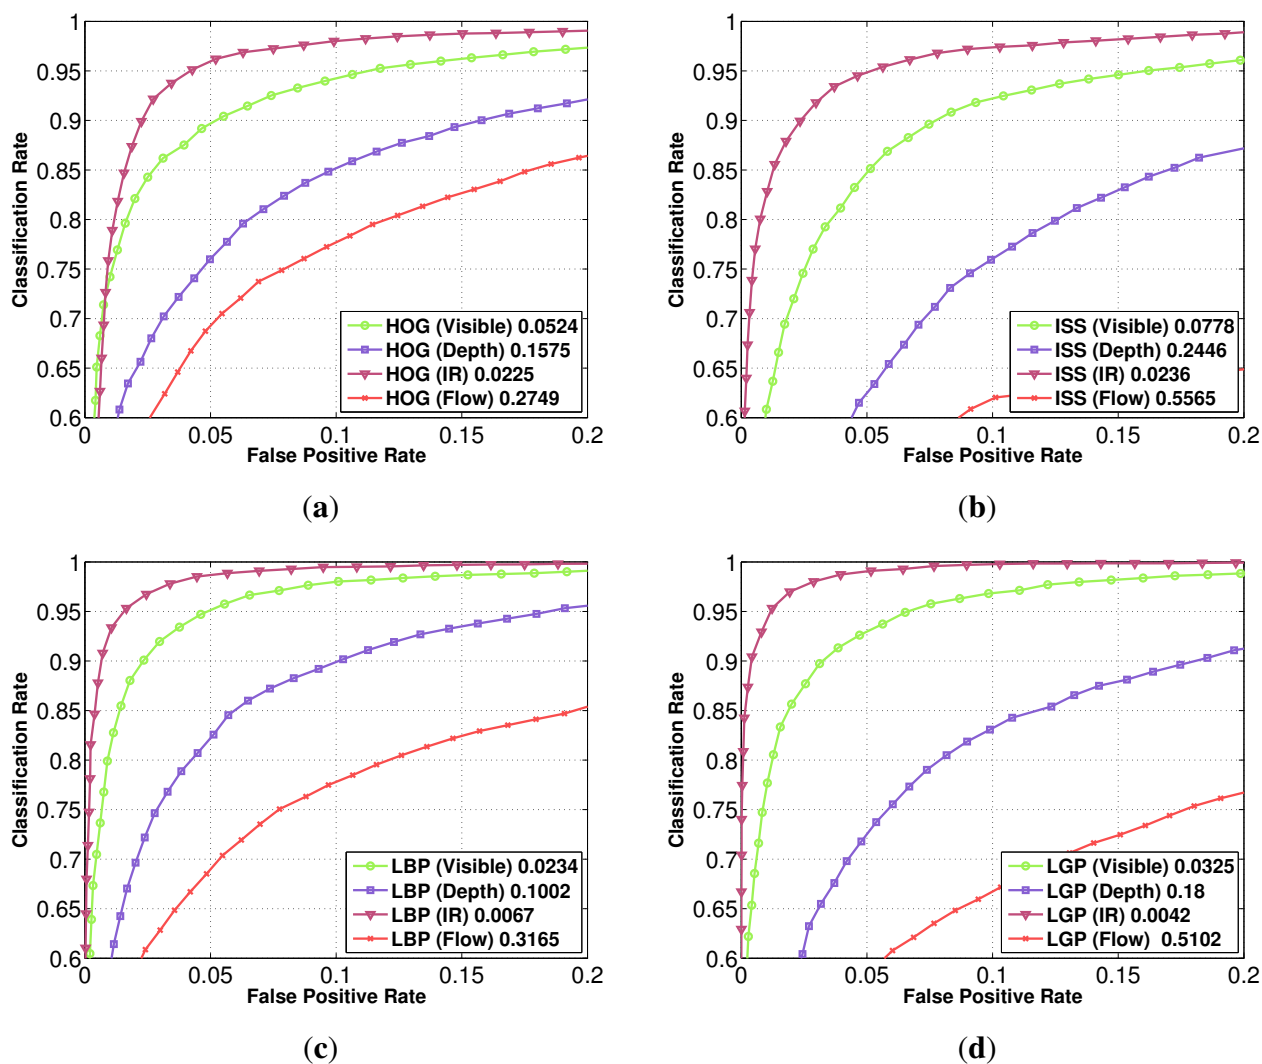 1
0.95
0.9
0.85
0.8
0.75
0.7
0.65
0.6
Classification Rate
HOG (Visible) 0.0524
HOG (Depth) 0.1575
HOG (IR) 0.0225
HOG (Flow) 0.2749
0 0.05 0.1 0.15 0.2
False Positive Rate
(a)
1
0.95
0.9
0.85
0.8
0.75
0.7
0.65
0.6
Classification Rate
ISS (Visible) 0.0778
ISS (Depth) 0.2446
ISS (IR) 0.0236
ISS (Flow) 0.5565
0 0.05 0.1 0.15 0.2
False Positive Rate
(b)
1
0.95
0.9
0.85
0.8
0.75
0.7
0.65
0.6
Classification Rate
LBP (Visible) 0.0234
LBP (Depth) 0.1002
LBP (IR) 0.0067
LBP (Flow) 0.3165
0 0.05 0.1 0.15 0.2
False Positive Rate
(c)
1
0.95
0.9
0.85
0.8
0.75
0.7
0.65
0.6
Classification Rate
LGP (Visible) 0.0325
LGP (Depth) 0.18
LGP (IR) 0.0042
LGP (Flow) 0.5102
0 0.05 0.1 0.15 0.2
False Positive Rate
(d)